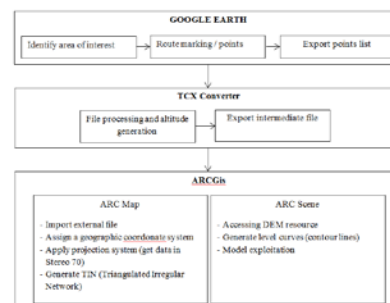 GOOGLE EARTH
Identify area of interest
Route marking / points
Export points list
TCX Converter
File processing and altitude
generation
Export intermediate file
ARCGis
ARC Map
- Import external file
- Assign a geographic coordonate system
- Apply projection system (get data in
Stereo 70)
- Generate TIN (Triangulated Irregular
Network)
ARC Scene
- Accessing DEM resource
- Generate level curves (contour lines)
- Model exploitation